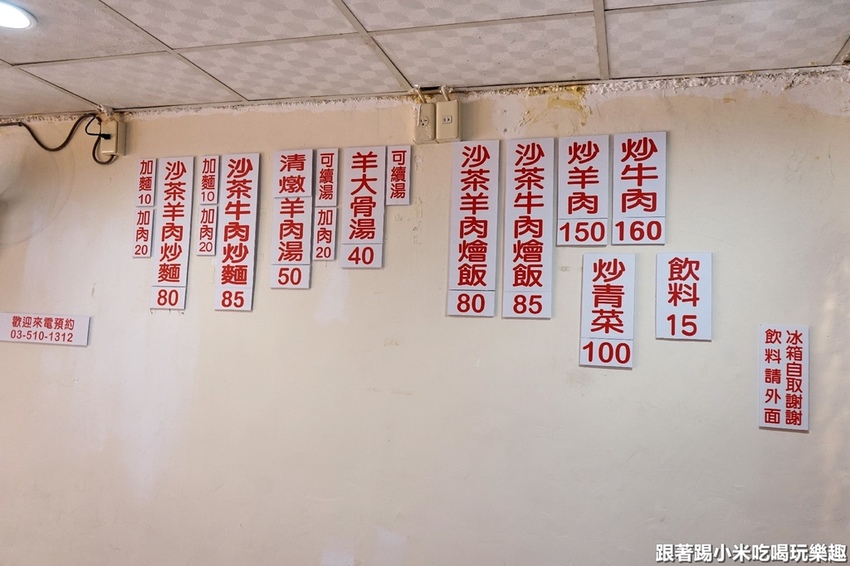 加麵10
加肉20
沙茶羊肉炒麵
80
加麵10
加肉20
沙茶牛肉炒麵
85
清燉羊肉湯
50
可續湯
加肉20
羊大骨湯
40
可續湯
沙茶羊肉燴飯
80
沙茶牛肉燴飯
85
炒羊肉
150
炒牛肉
160
炒青菜
100
飲料
15
歡迎來電預約
03-510-1312
飲料請外面
冰箱自取謝謝
跟著踢小米吃喝玩樂趣